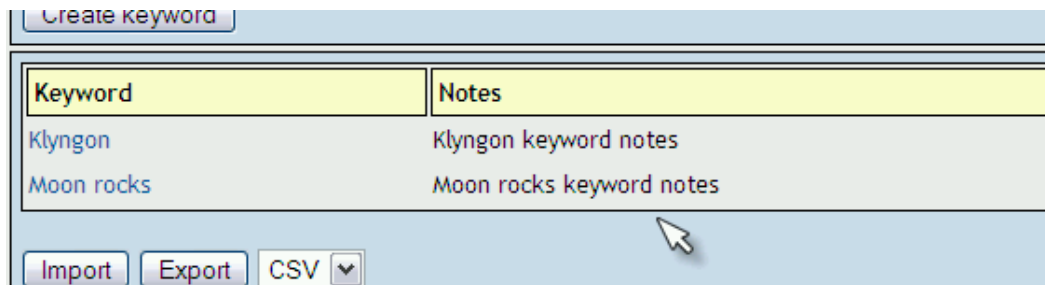 Create keyword
Keyword Notes
Klyngon Klyngon keyword notes
Moon rocks Moon rocks keyword notes
Import Export CSV